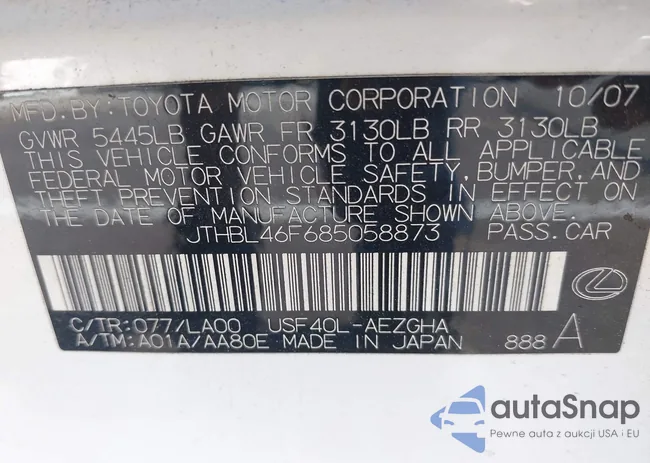 MFD.BY:TOYOTA MOTOR CORPORATION 10/07
GVWR 5445LB GAWR FR 3130LB RR 3130LB
THIS VEHICLE CONFORMS TO ALL APPLICABLE
FEDERAL MOTOR VEHICLE SAFETY, BUMPER, AND
THEFT PREVENTION STANDARDS IN EFFECT ON
THE DATE OF MANUFACTURE SHOWN ABOVE.
JTHBL46F685058873 PASS.CAR
C/TR:077/LA00 USF40L-AEZGHA
A/TM:A01A/AA80E MADE IN JAPAN 888 A
autoSnap
Pewne auta z aukcji USA i EU